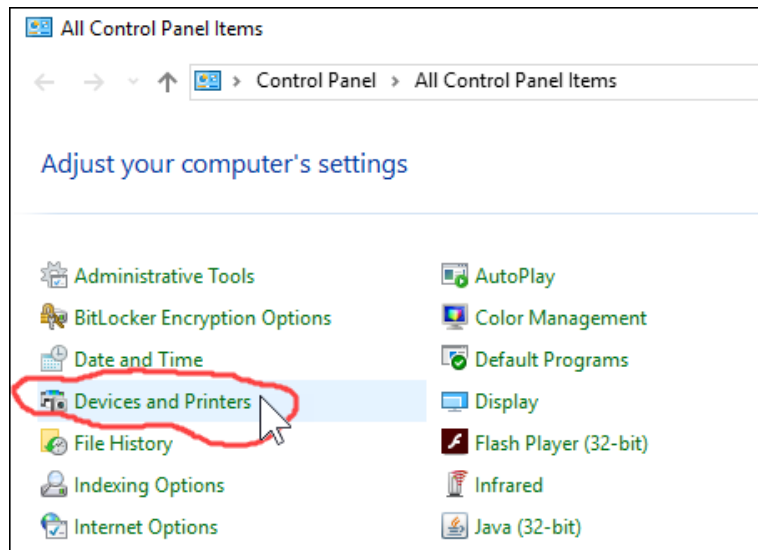 All Control Panel Items
Control Panel > All Control Panel Items
Adjust your computer's settings
Administrative Tools
AutoPlay
BitLocker Encryption Options
Color Management
Date and Time
Default Programs
Devices and Printers
Display
File History
Flash Player (32-bit)
Indexing Options
Infrared
Internet Options
Java (32-bit)